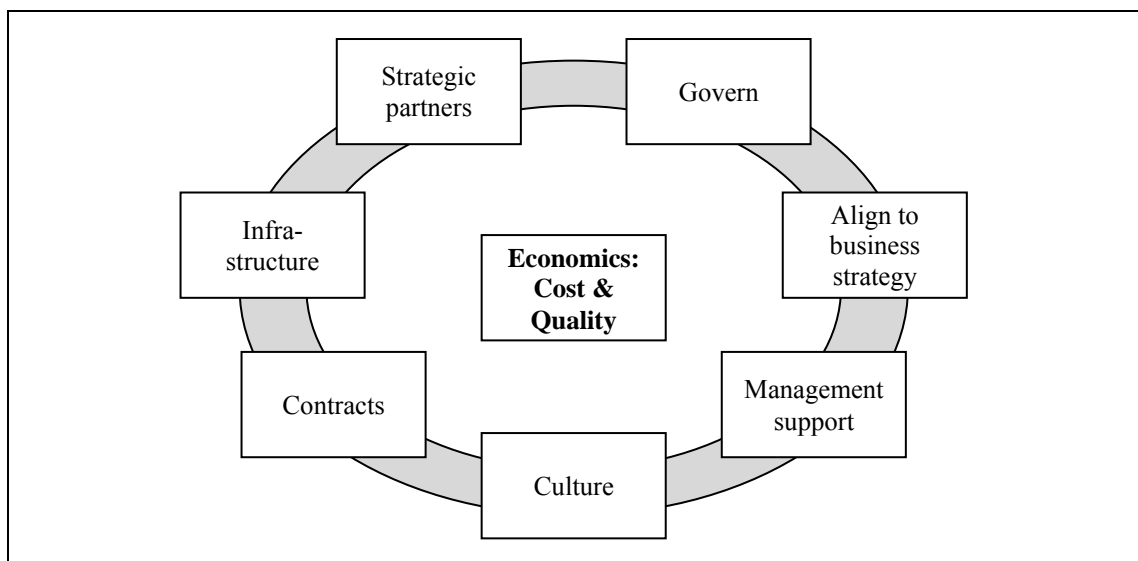 Strategic
partners
Govern
Infra-
structure
Align to
business
strategy
Economics:
Cost &
Quality
Contracts
Management
support
Culture